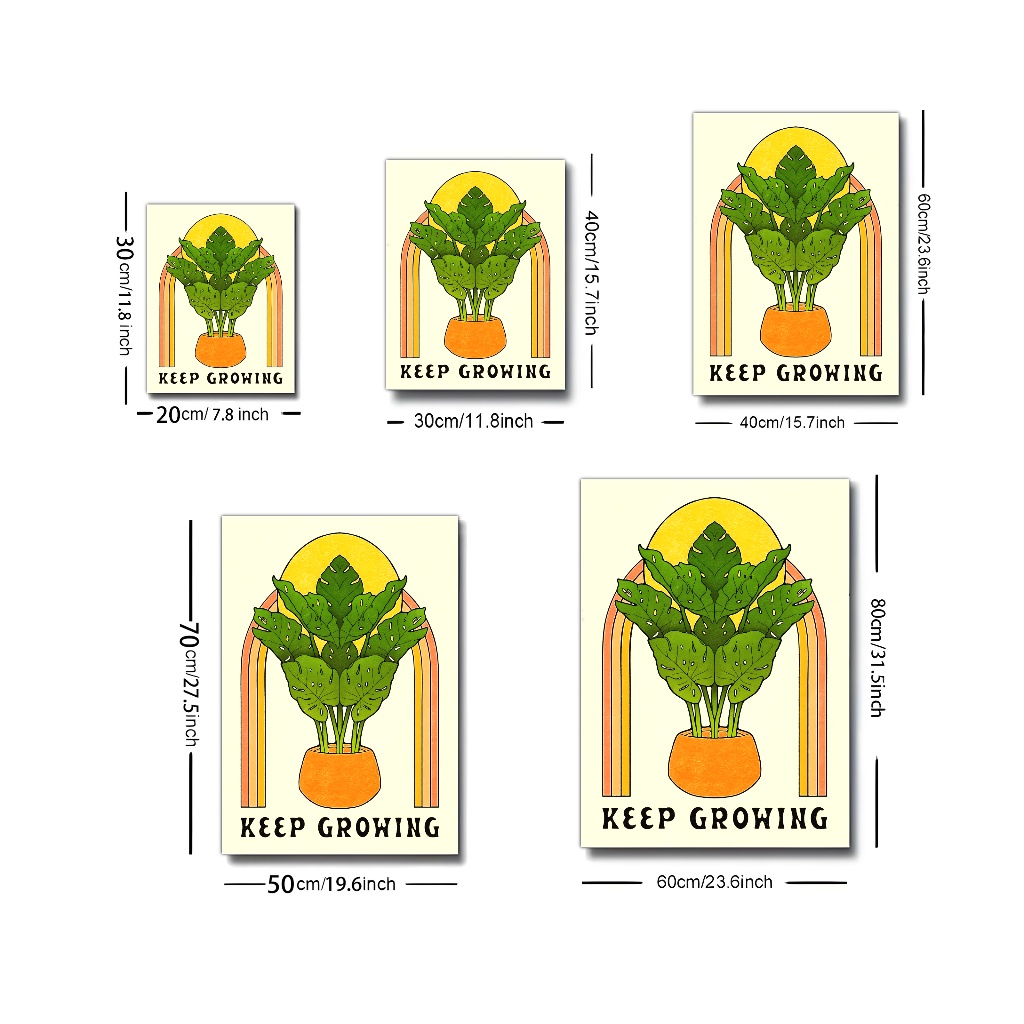 30cm/11.8 inch
KEEP GROWING
20cm/ 7.8 inch
40cm/15.7inch
KEEP GROWING
30cm/11.8inch
60cm/23.6inch
KEEP GROWING
40cm/15.7inch
70cm/27.5inch
KEEP GROWING
50cm/19.6inch
80cm/31.5inch
KEEP GROWING
60cm/23.6inch